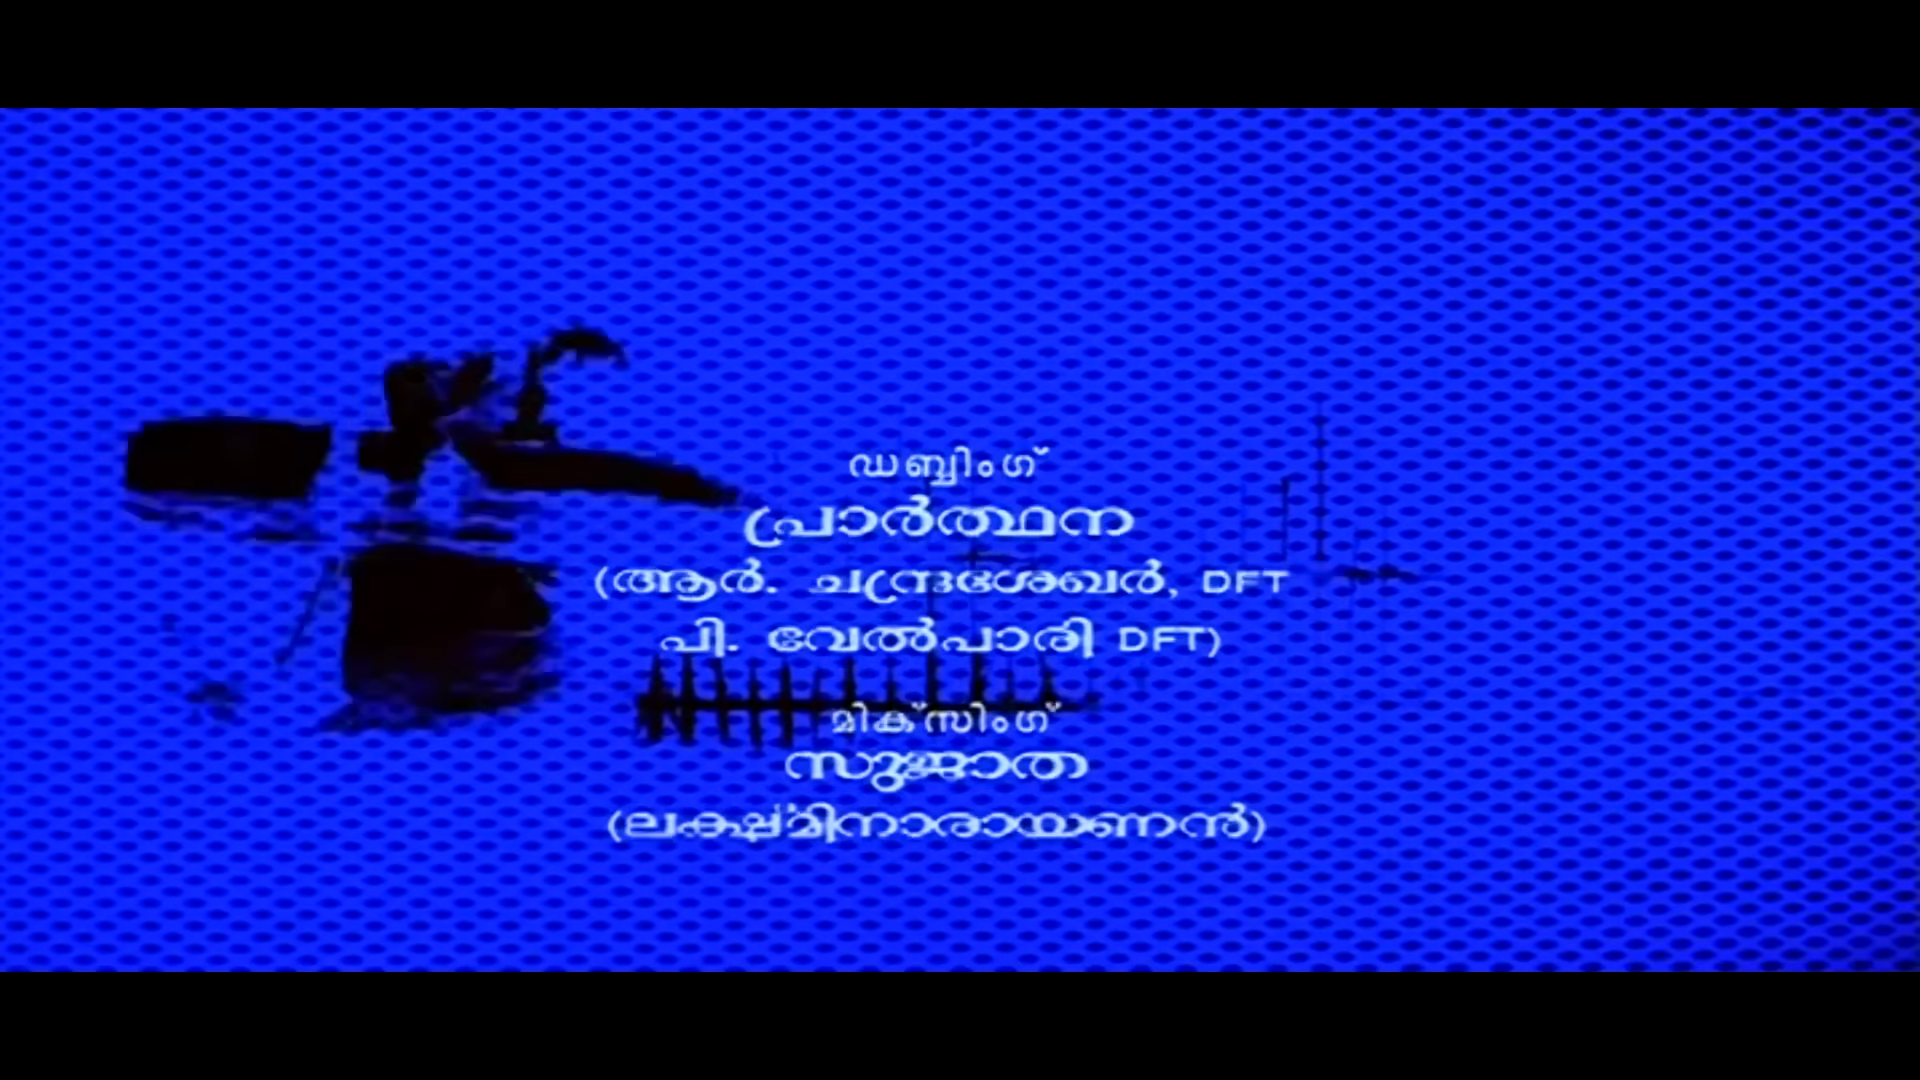 ഡബ്ബിംഗ്
പ്രാർത്ഥന
(ആർ. ചന്ദ്രശേഖർ, DFT
പി. വേൽപാരി DFT)
മിക്സിംഗ്
സുജാത
(ലക്ഷ്മിനാരായണൻ)